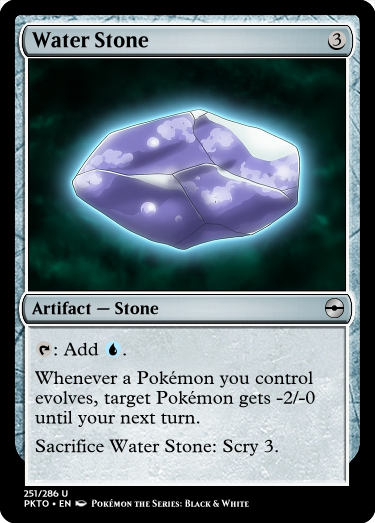 Water Stone 3
Artifact — Stone
: Add .
Whenever a Pokémon you control
evolves, target Pokémon gets -2/-0
until your next turn.
Sacrifice Water Stone: Scry 3.
251/286 U
PKTO • EN Pokémon the Series: Black & White